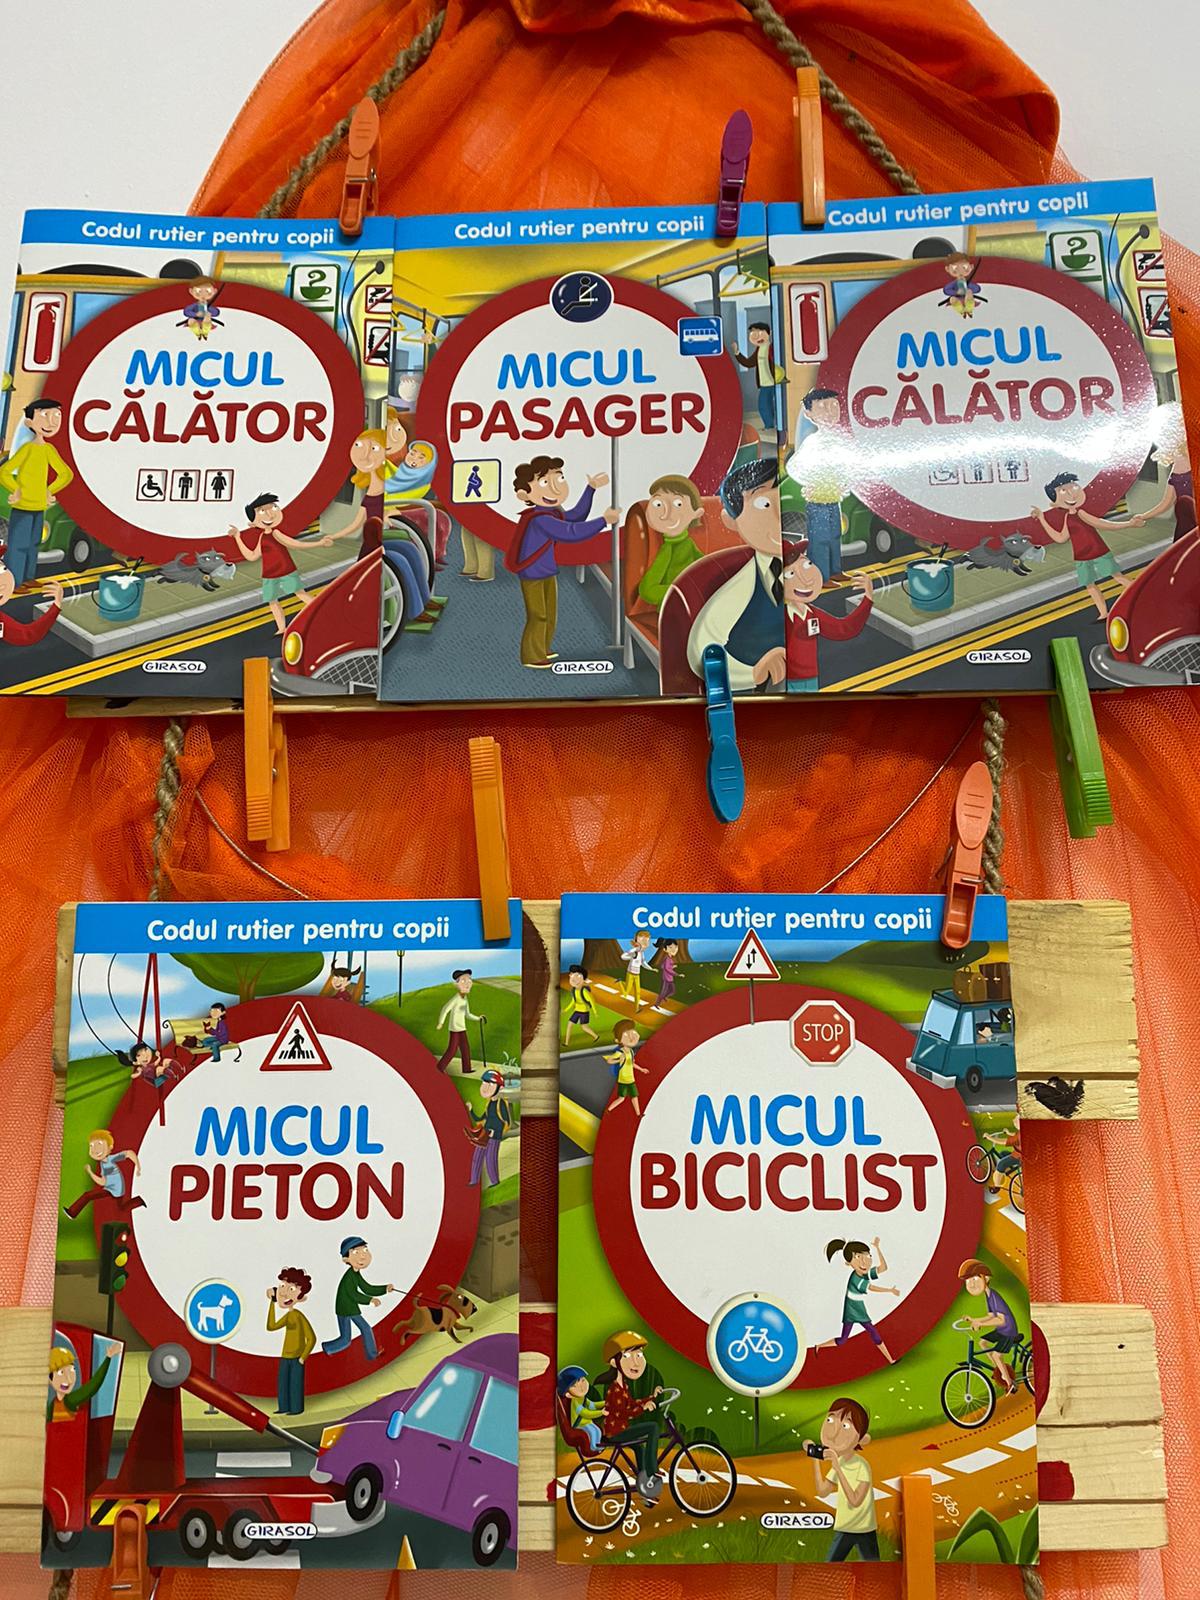 Codul rutier pentru copii
MICUL
CĂLĂTOR
GIRASOL
Codul rutier pentru copii
MICUL
PASAGER
GIRASOL
Codul rutier pentru copii
MICUL
CĂLĂTOR
GIRASOL
Codul rutier pentru copii
MICUL
PIETON
GIRASOL
Codul rutier pentru copii
STOP
MICUL
BICICLIST
GIRASOL